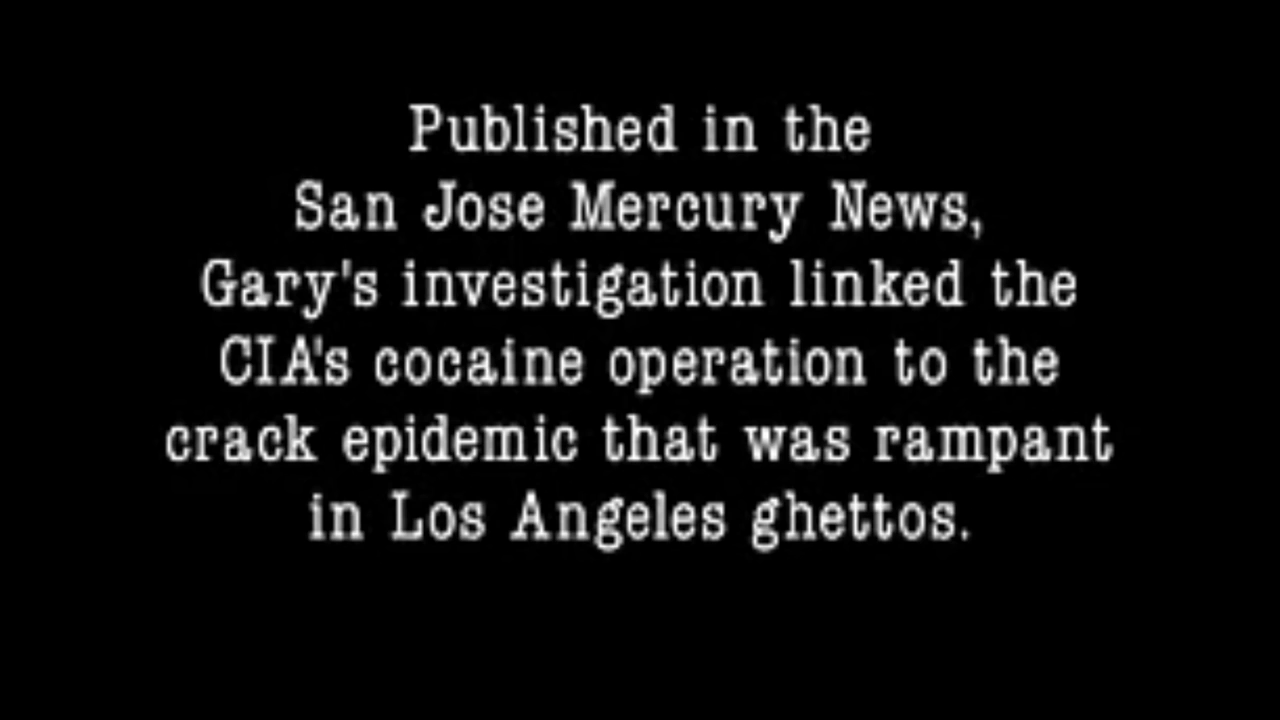 Published in the
San Jose Mercury News,
Gary's investigation linked the
CIA's cocaine operation to the
crack epidemic that was rampant
in Los Angeles ghettos.